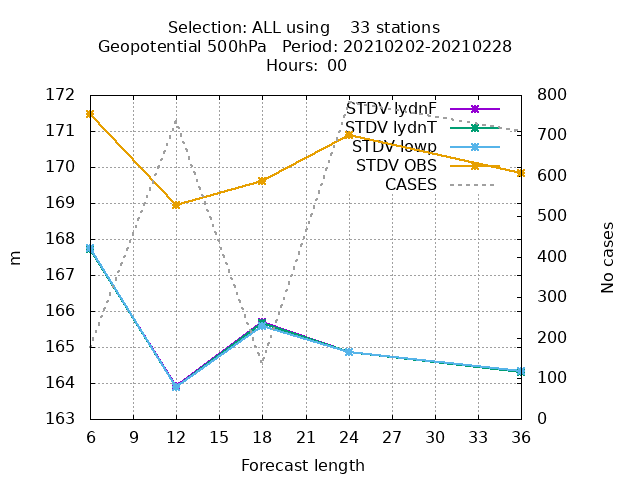 Selection: ALL using    33 stations
Geopotential 500hPa   Period: 20210202-20210228
Hours: 00
172
171
170
169
168
167
166
165
164
163
m
800
700
600
500
400
300
200
100
0
No cases
STDV lydnF
STDV lydnT
STDV lowp
STDV OBS
CASES
6 9 12 15 18 21 24 27 30 33 36
Forecast length